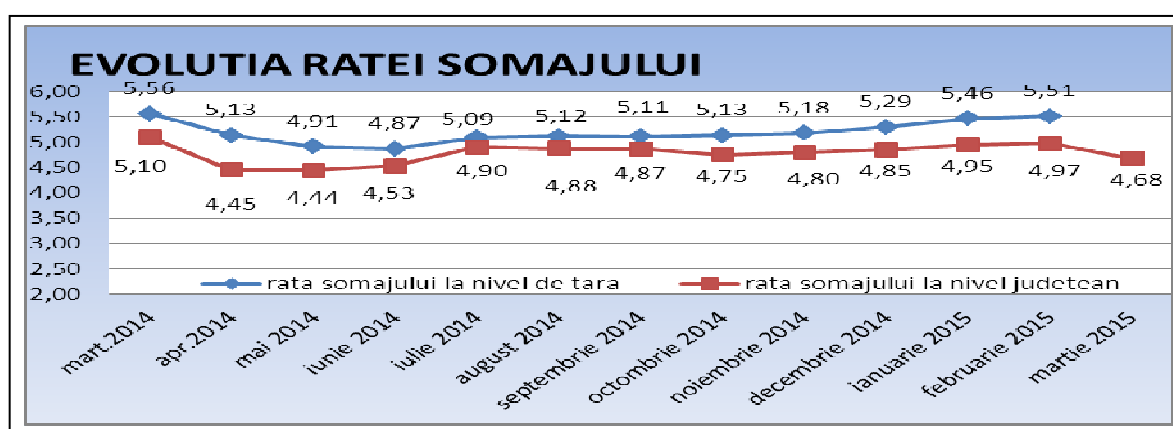 EVOLUTIA RATEI SOMAJULUI
6,00
5,50
5,00
4,50
4,00
3,50
3,00
2,50
2,00
5,56 5,13 4,91 4,87 5,09 5,12 5,11 5,13 5,18 5,29 5,46 5,51
5,10 4,45 4,44 4,53 4,90 4,88 4,87 4,75 4,80 4,85 4,95 4,97 4,68
rata somajului la nivel de tara
rata somajului la nivel judetean
mart.2014
apr.2014
mai 2014
iunie 2014
iulie 2014
august 2014
septembrie 2014
octombrie 2014
noiembrie 2014
decembrie 2014
ianuarie 2015
februarie 2015
martie 2015